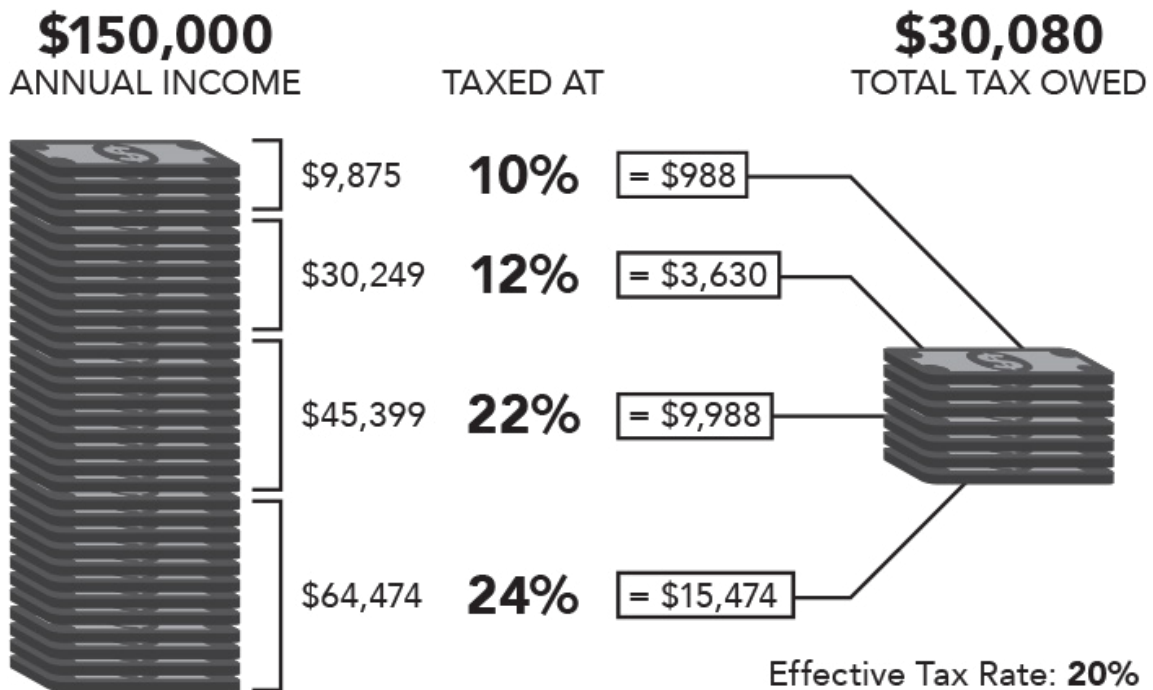 $150,000
ANNUAL INCOME
TAXED AT
$30,080
TOTAL TAX OWED
$9,875 10% = $988
$30,249 12% = $3,630
$45,399 22% = $9,988
$64,474 24% = $15,474
Effective Tax Rate: 20%